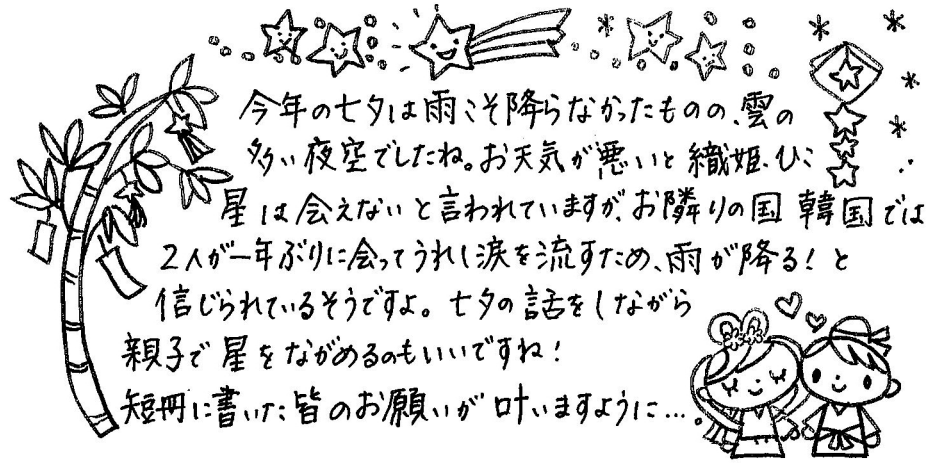 今年の七夕は雨こそ降らなかったものの、雲の
多い夜空でしたね。お天気が悪いと織姫、ひこ
星は会えないと言われていますが、お隣りの国韓国では
2人が一年ぶりに会ってうれし涙を流すため、雨が降る！と
信じられているそうですよ。七夕の話をしながら
親子で星をながめるのもいいですね！
短冊に書いた皆のお願いが叶いますように…